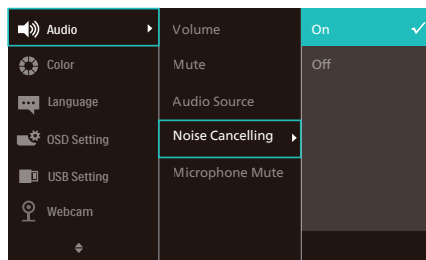 Audio
Color
Language
OSD Setting
USB Setting
Webcam
Volume
Mute
Audio Source
Noise Cancelling
Microphone Mute
On
Off